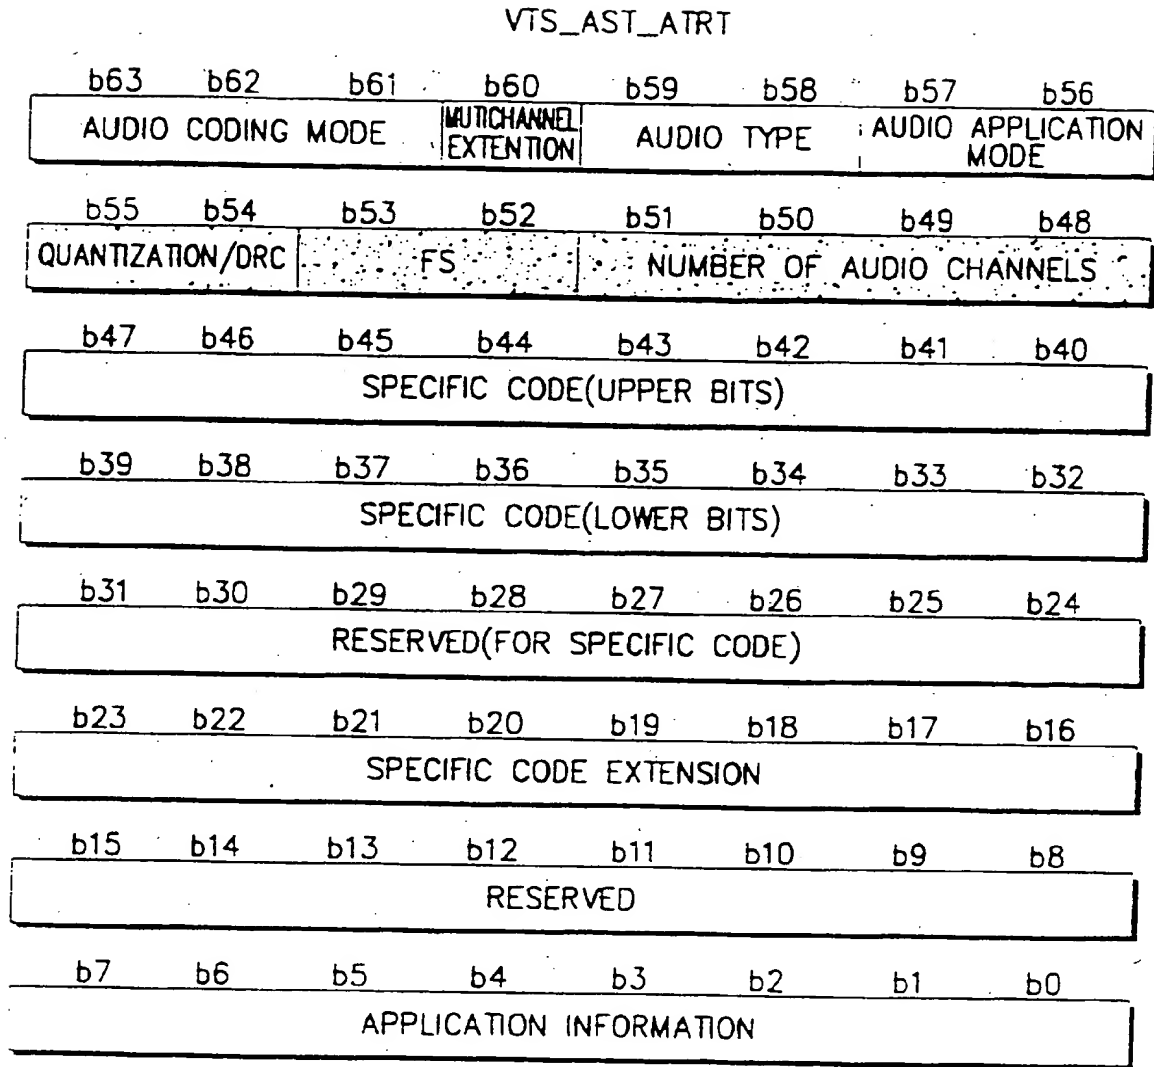 VTS_AST_ATRT
b63 b62 b61 b60 b59 b58 b57 b56
AUDIO CODING MODE
MUTICHANNEL
EXTENTION
AUDIO TYPE
AUDIO APPLICATION
MODE
b55 b54 b53 b52 b51 b50 b49 b48
QUANTIZATION/DRC FS NUMBER OF AUDIO CHANNELS
b47 b46 b45 b44 b43 b42 b41 b40
SPECIFIC CODE(UPPER BITS)
b39 b38 b37 b36 b35 b34 b33 b32
SPECIFIC CODE(LOWER BITS)
b31 b30 b29 b28 b27 b26 b25 b24
RESERVED(FOR SPECIFIC CODE)
b23 b22 b21 b20 b19 b18 b17 b16
SPECIFIC CODE EXTENSION
b15 b14 b13 b12 b11 b10 b9 b8
RESERVED
b7 b6 b5 b4 b3 b2 b1 b0
APPLICATION INFORMATION